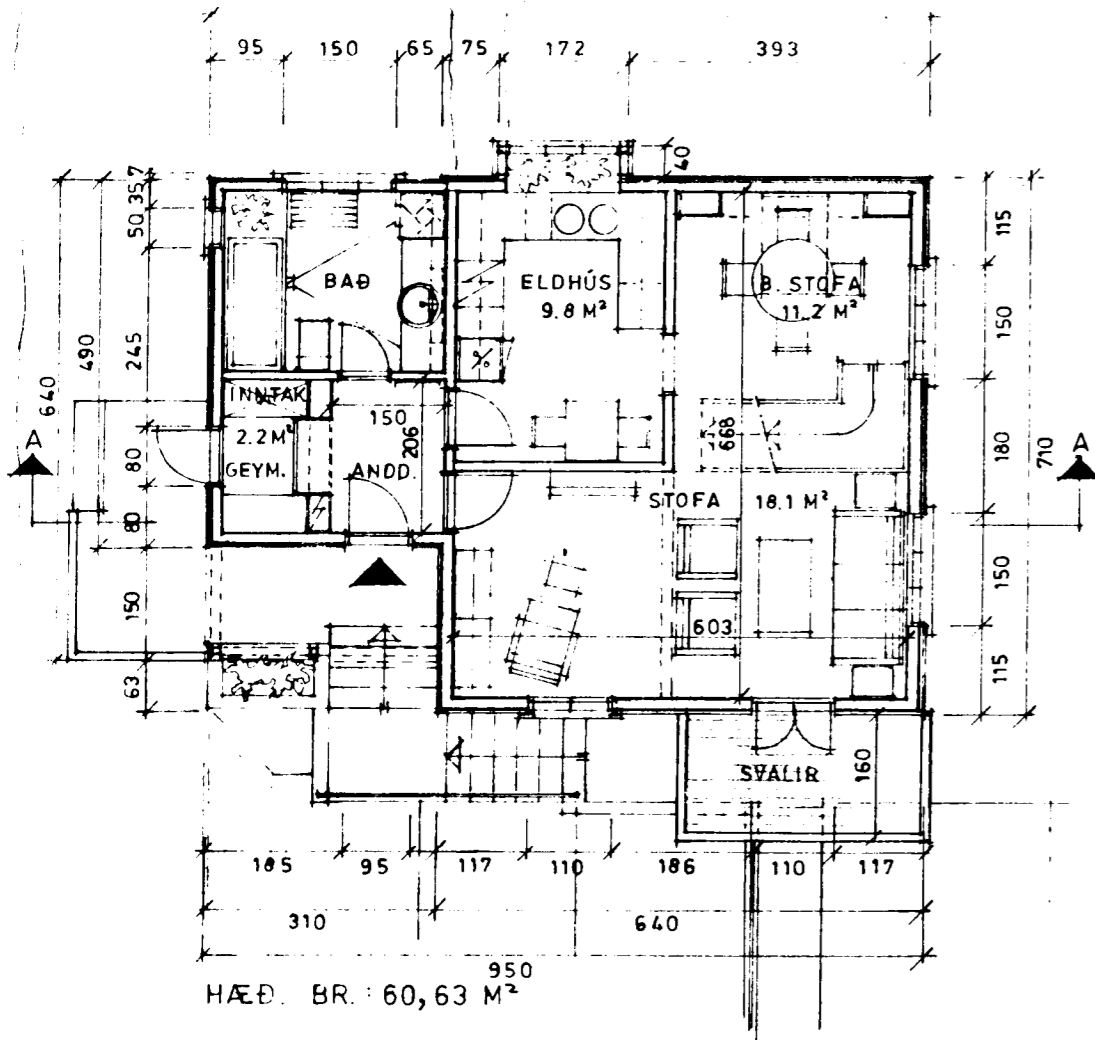 95 150 65 75 172 393
40
35,7
50
245
80
80
150
63
490
640
115
150
180
150
115
710
BAÐ
ELDHÚS
9.8 M²
B. STOFA
11.2 M²
INNTAK
2.2 M²
GEYM.
150
206
ANDD.
668
STOFA 18.1 M²
603
A
A
SVALIR
160
185 95 117 110 186 110 117
310 640
950
HÆÐ. BR. : 60,63 M²